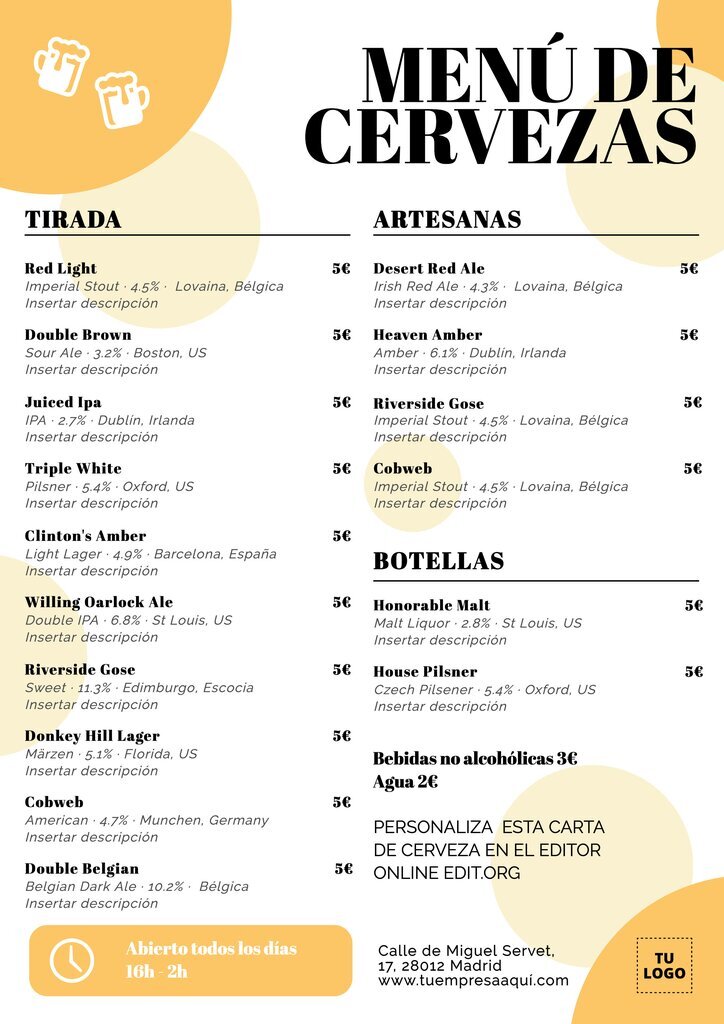 MENÚ DE
CERVEZAS
TIRADA
Red Light 5€
Imperial Stout · 4.5% · Lovaina, Bélgica
Insertar descripción
Double Brown 5€
Sour Ale · 3.2% · Boston, US
Insertar descripción
Juiced Ipa 5€
IPA · 2.7% · Dublín, Irlanda
Insertar descripción
Triple White 5€
Pilsner · 5.4% · Oxford, US
Insertar descripción
Clinton's Amber 5€
Light Lager · 4.9% · Barcelona, España
Insertar descripción
Willing Oarlock Ale 5€
Double IPA · 6.8% · St Louis, US
Insertar descripción
Riverside Gose 5€
Sweet · 11.3% · Edimburgo, Escocia
Insertar descripción
Donkey Hill Lager 5€
Märzen · 5.1% · Florida, US
Insertar descripción
Cobweb 5€
American · 4.7% · Munchen, Germany
Insertar descripción
Double Belgian 5€
Belgian Dark Ale · 10.2% · Bélgica
Insertar descripción
Abierto todos los días
16h - 2h
ARTESANAS
Desert Red Ale 5€
Irish Red Ale · 4.3% · Lovaina, Bélgica
Insertar descripción
Heaven Amber 5€
Amber · 6.1% · Dublín, Irlanda
Insertar descripción
Riverside Gose 5€
Imperial Stout · 4.5% · Lovaina, Bélgica
Insertar descripción
Cobweb 5€
Imperial Stout · 4.5% · Lovaina, Bélgica
Insertar descripción
BOTELLAS
Honorable Malt 5€
Malt Liquor · 2.8% · St Louis, US
Insertar descripción
House Pilsner 5€
Czech Pilsener · 5.4% · Oxford, US
Insertar descripción
Bebidas no alcohólicas 3€
Agua 2€
PERSONALIZA ESTA CARTA
DE CERVEZA EN EL EDITOR
ONLINE EDIT.ORG
Calle de Miguel Servet,
17, 28012 Madrid
www.tuempresaaquí.com
TU
LOGO